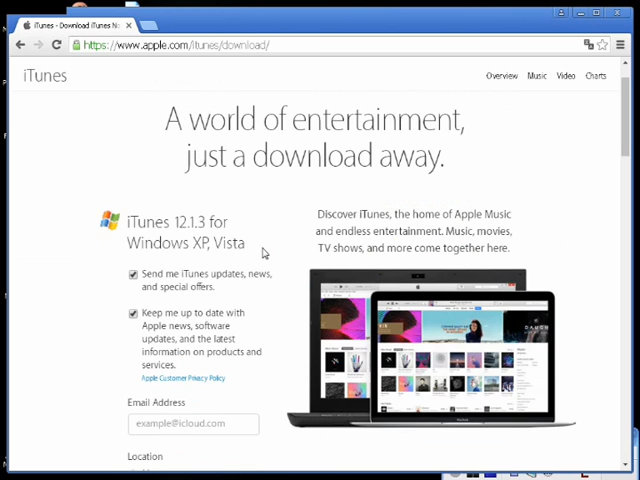 iTunes - Download iTunes N
https://www.apple.com/itunes/download/
iTunes
Overview Music Video Charts
A world of entertainment,
just a download away.
iTunes 12.1.3 for
Windows XP, Vista
Send me iTunes updates, news,
and special offers.
Keep me up to date with
Apple news, software
updates, and the latest
information on products and
services.
Apple Customer Privacy Policy
Email Address
example@icloud.com
Location
Discover iTunes, the home of Apple Music
and endless entertainment. Music, movies,
TV shows, and more come together here.